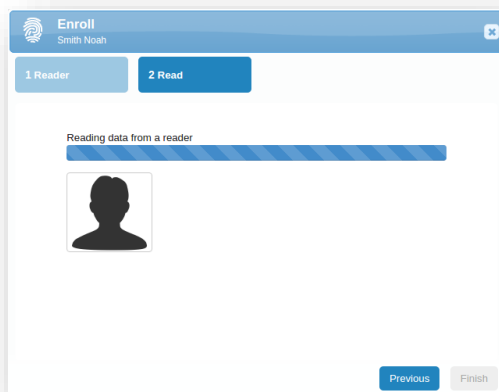 Enroll
Smith Noah
1 Reader
2 Read
Reading data from a reader
Previous
Finish